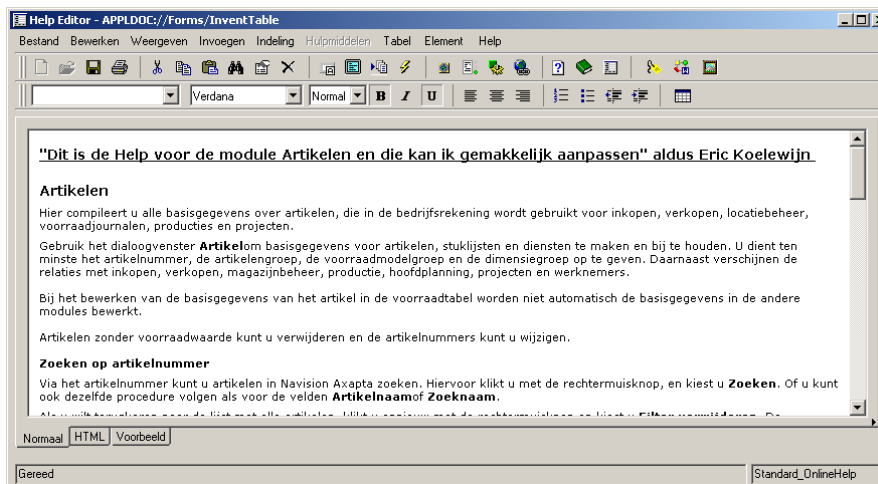 Help Editor - APPLDOC://Forms/InventTable
Bestand Bewerken Weergeven Invoegen Indeling Hulpmiddelen Tabel Element Help
Verdana Normal B I U
"Dit is de Help voor de module Artikelen en die kan ik gemakkelijk aanpassen" aldus Eric Koelewijn
Artikelen
Hier compileert u alle basisgegevens over artikelen, die in de bedrijfsrekening wordt gebruikt voor inkopen, verkopen, locatiebeheer,
voorraadjournalen, producties en projecten.
Gebruik het dialoogvenster Artikelom basisgegevens voor artikelen, stuklijsten en diensten te maken en bij te houden. U dient ten
minste het artikelnummer, de artikelengroep, de voorraadmodelgroep en de dimensiegroep op te geven. Daarnaast verschijnen de
relaties met inkopen, verkopen, magazijnbeheer, productie, hoofdplanning, projecten en werknemers.
Bij het bewerken van de basisgegevens van het artikel in de voorraadtabel worden niet automatisch de basisgegevens in de andere
modules bewerkt.
Artikelen zonder voorraadwaarde kunt u verwijderen en de artikelnummers kunt u wijzigen.
Zoeken op artikelnummer
Via het artikelnummer kunt u artikelen in Navision Axapta zoeken. Hiervoor klikt u met de rechtermuisknop, en kiest u Zoeken. Of u kunt
ook dezelfde procedure volgen als voor de velden Artikelnaamof Zoeknaam.
Normaal HTML Voorbeeld
Gereed Standard_OnlineHelp